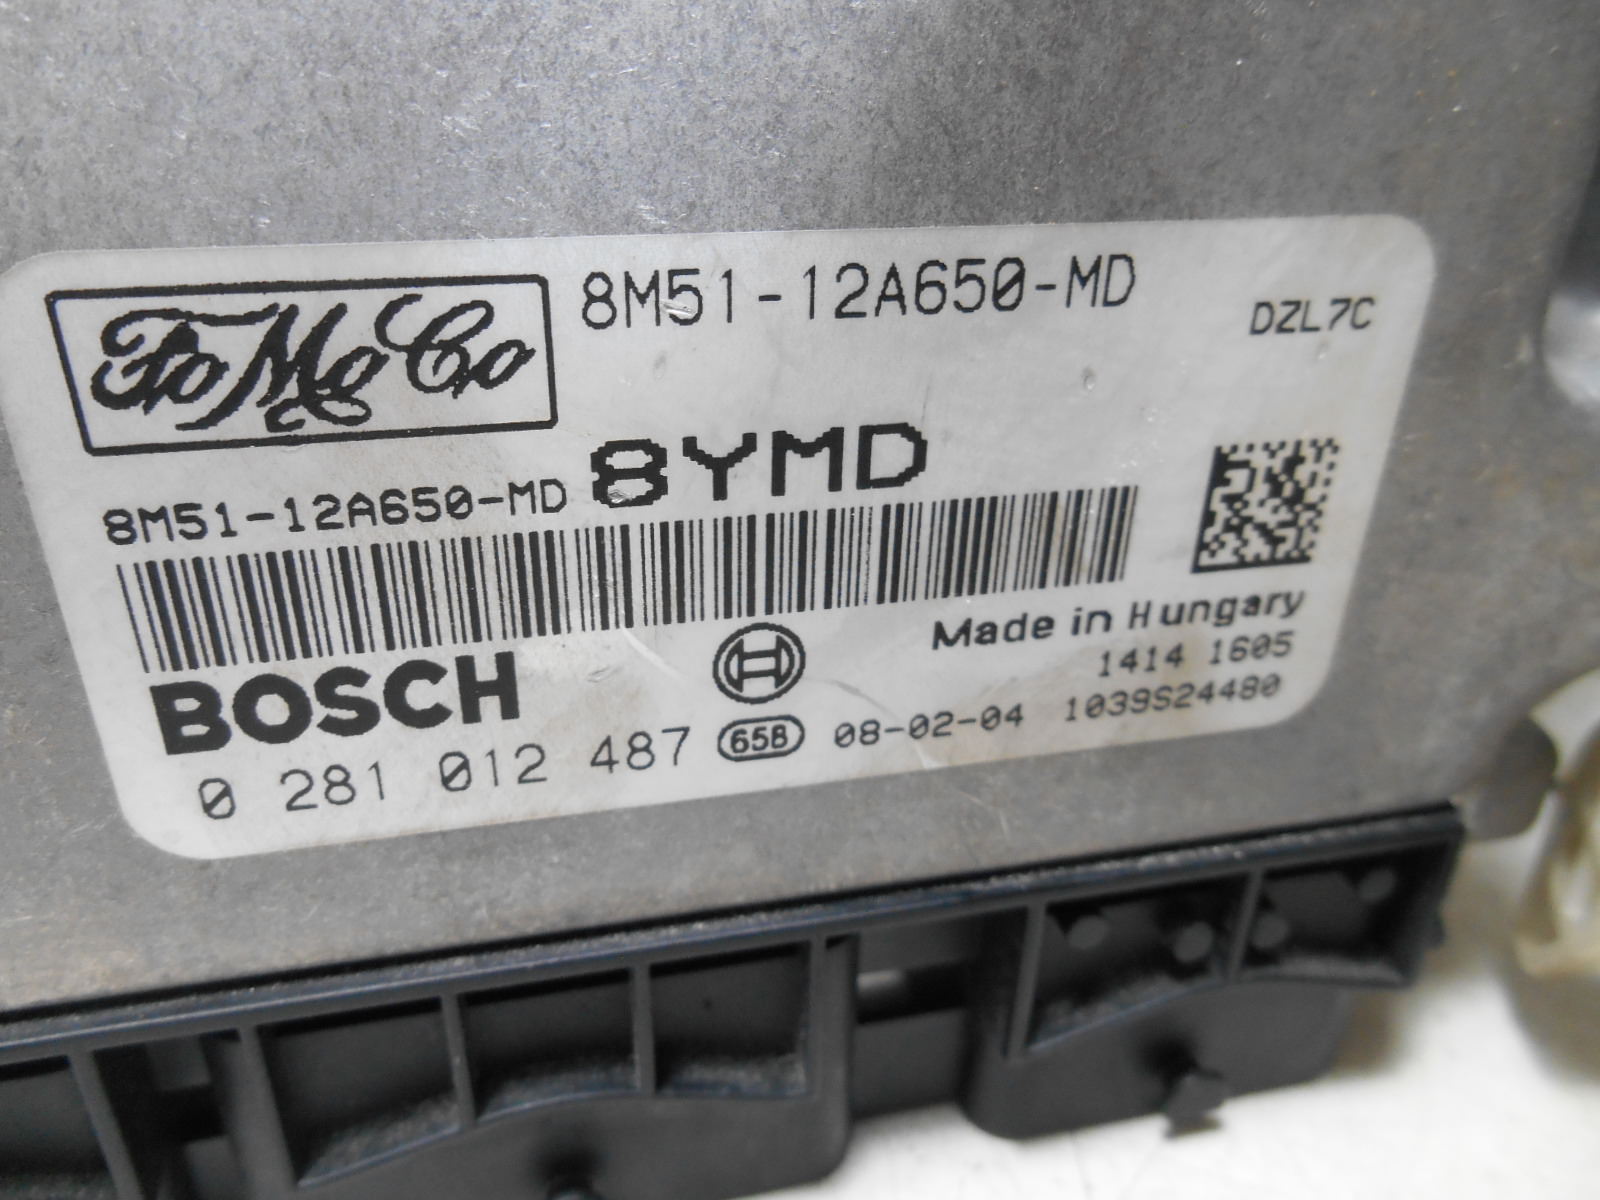 FoMoCo
8M51-12A650-MD
DZL7C
8YMD
8M51-12A650-MD
Made in Hungary
1414 1605
BOSCH
0 281 012 487 658 08-02-04 1039S24480